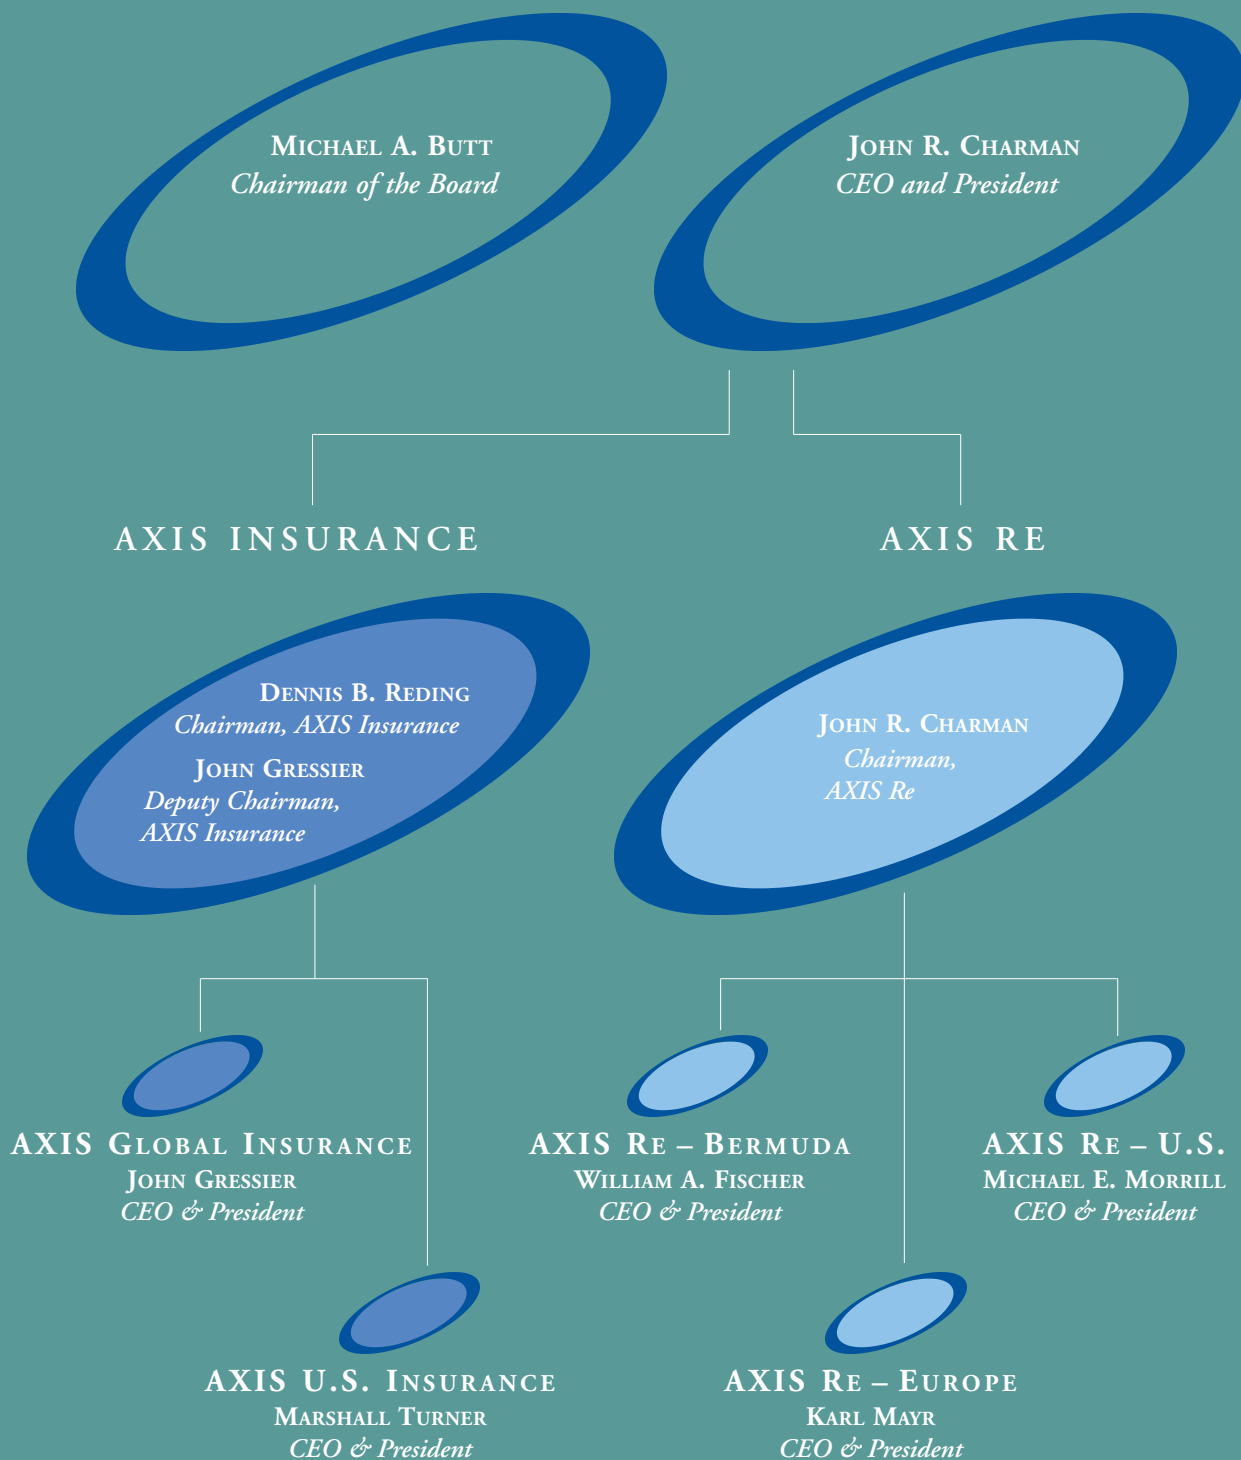 Michael A. Butt
Chairman of the Board
John R. Charman
CEO and President
AXIS INSURANCE
AXIS RE
Dennis B. Reding
Chairman, AXIS Insurance
John Gressier
Deputy Chairman,
AXIS Insurance
John R. Charman
Chairman,
AXIS Re
AXIS Global Insurance
John Gressier
CEO & President
AXIS Re – Bermuda
William A. Fischer
CEO & President
AXIS Re – U.S.
Michael E. Morrill
CEO & President
AXIS U.S. Insurance
Marshall Turner
CEO & President
AXIS Re – Europe
Karl Mayr
CEO & President